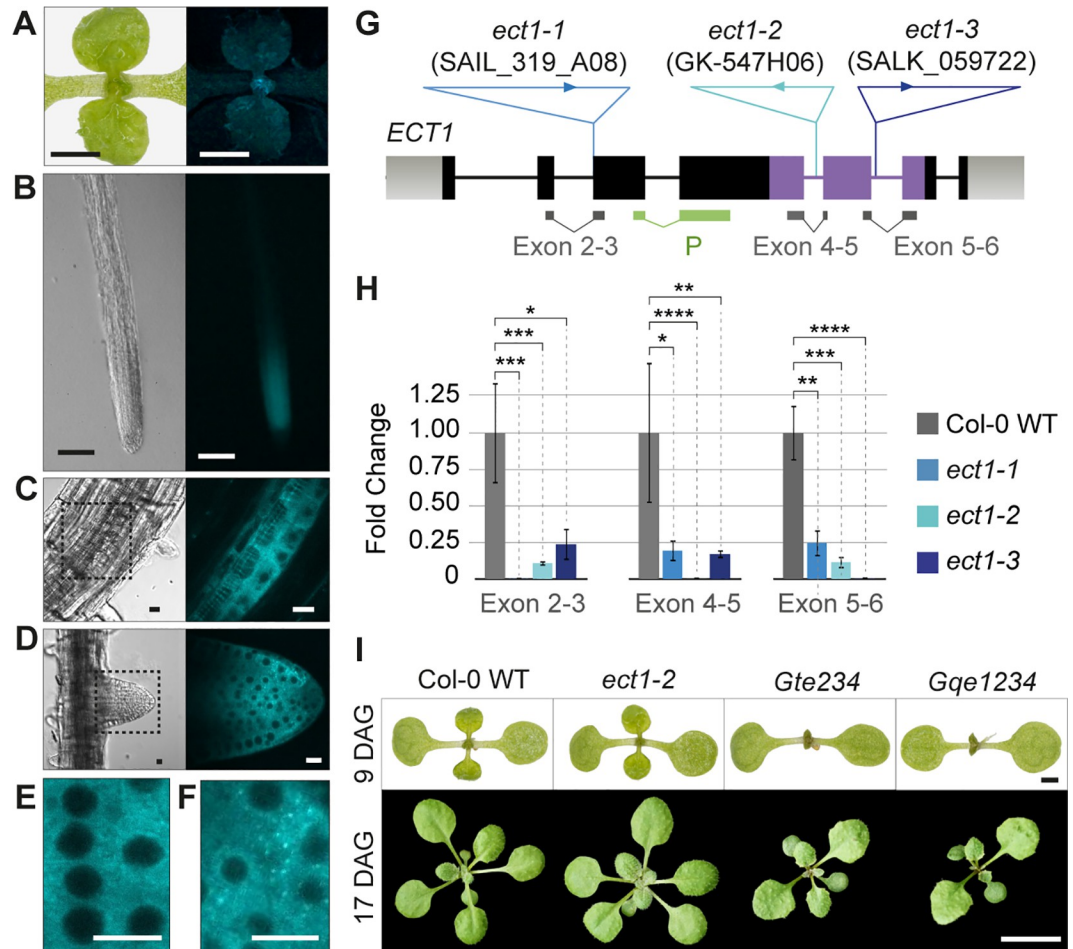 A
B
C
D
E
F
G
ect1-1
(SAIL_319_A08)
ect1-2
(GK-547H06)
ect1-3
(SALK_059722)
ECT1
Exon 2-3
P
Exon 4-5
Exon 5-6
H
Fold Change
1.25
1.00
0.75
0.50
0.25
0
*
***
***
**
****
*
****
***
**
Exon 2-3
Exon 4-5
Exon 5-6
Col-0 WT
ect1-1
ect1-2
ect1-3
I
Col-0 WT
ect1-2
Gte234
Gqe1234
9 DAG
17 DAG